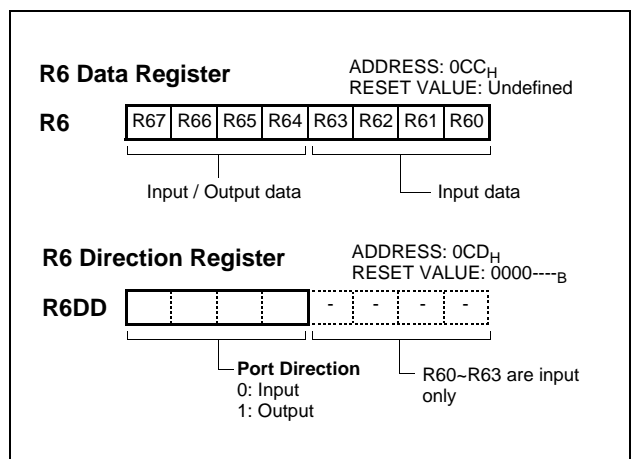 R6 Data Register
ADDRESS: 0CCH
RESET VALUE: Undefined
R6
R67 R66 R65 R64 R63 R62 R61 R60
Input / Output data
Input data
R6 Direction Register
ADDRESS: 0CDH
RESET VALUE: 0000----B
R6DD
- - - -
Port Direction
0: Input
1: Output
R60~R63 are input
only